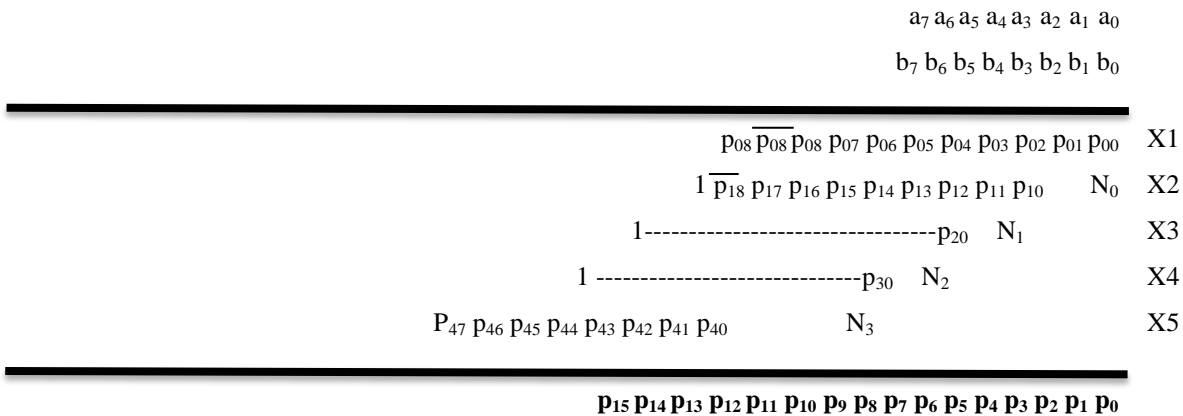 a₇ a₆ a₅ a₄ a₃ a₂ a₁ a₀
b₇ b₆ b₅ b₄ b₃ b₂ b₁ b₀
p₀₈ p̅₀₈ p₀₈ p₀₇ p₀₆ p₀₅ p₀₄ p₀₃ p₀₂ p₀₁ p₀₀ X1
1 p̅₁₈ p₁₇ p₁₆ p₁₅ p₁₄ p₁₃ p₁₂ p₁₁ p₁₀ N₀ X2
1---------------------------------p₂₀ N₁ X3
1 ------------------------------p₃₀ N₂ X4
P₄₇ p₄₆ p₄₅ p₄₄ p₄₃ p₄₂ p₄₁ p₄₀ N₃ X5
p₁₅ p₁₄ p₁₃ p₁₂ p₁₁ p₁₀ p₉ p₈ p₇ p₆ p₅ p₄ p₃ p₂ p₁ p₀